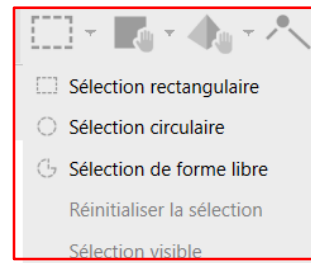 Sélection rectangulaire
Sélection circulaire
Sélection de forme libre
Réinitialiser la sélection
Sélection visible